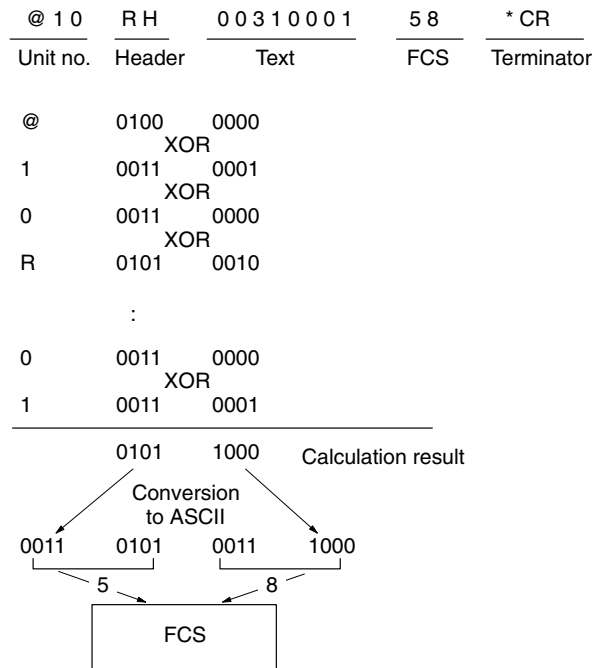 @ 1 0 R H 0 0 3 1 0 0 0 1 5 8 * CR
Unit no. Header Text FCS Terminator
@ 0100 0000
XOR
1 0011 0001
XOR
0 0011 0000
XOR
R 0101 0010
:
0 0011 0000
XOR
1 0011 0001
0101 1000 Calculation result
Conversion
to ASCII
0011 0101 0011 1000
5 8
FCS